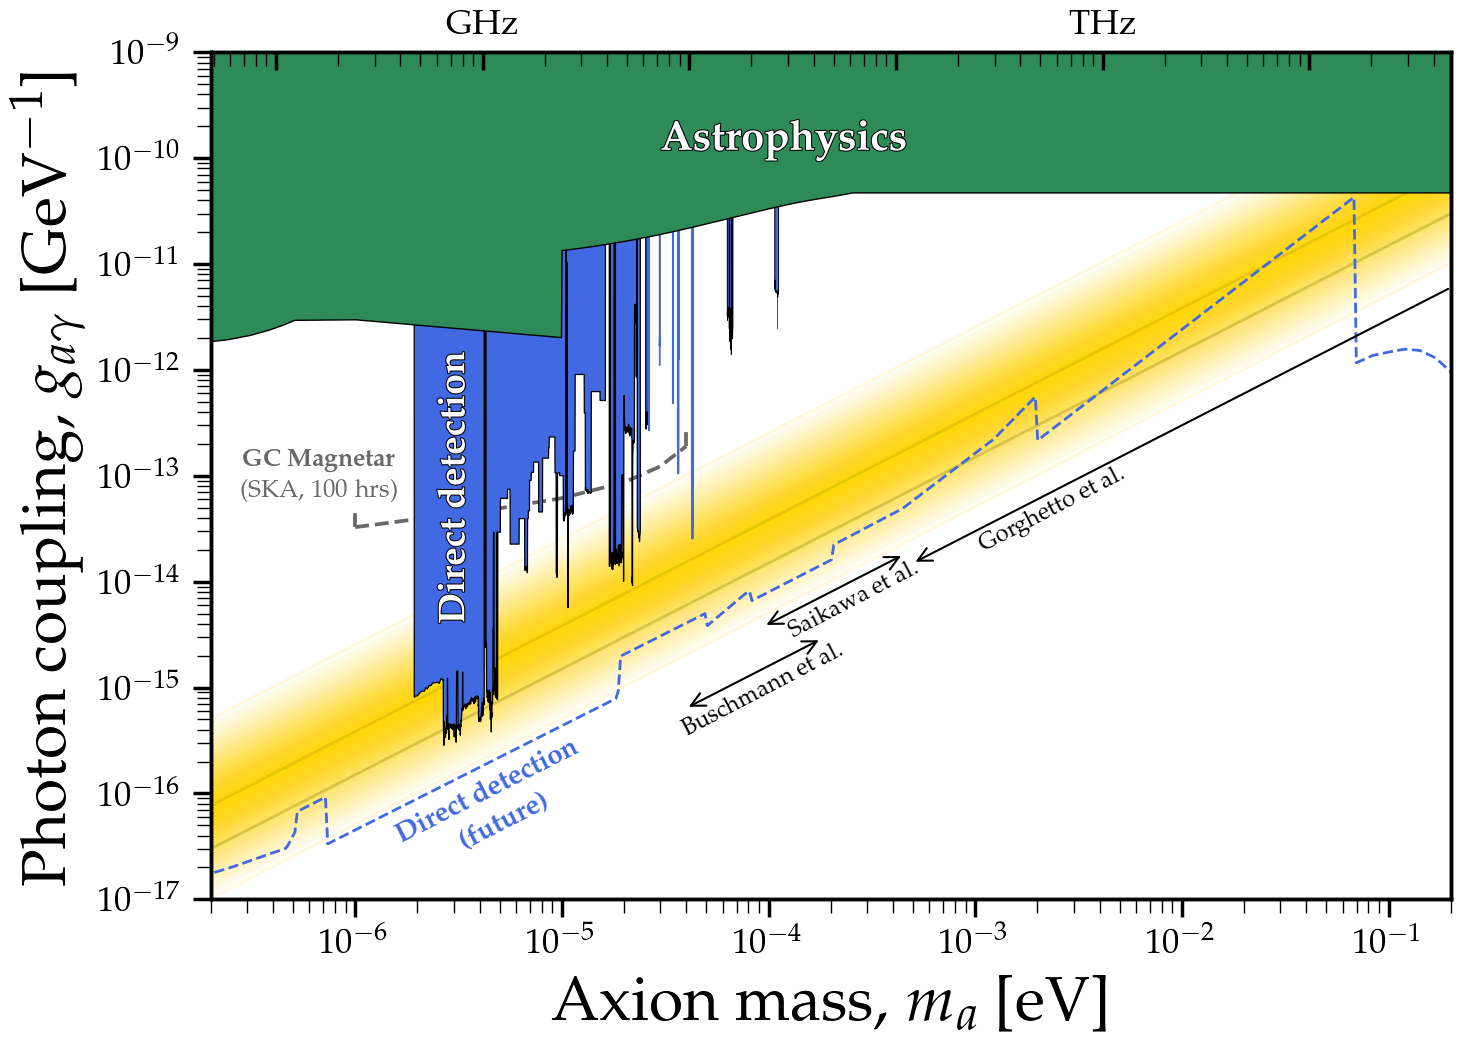 GHz THz
10⁻⁹
10⁻¹⁰
10⁻¹¹
10⁻¹²
10⁻¹³
10⁻¹⁴
10⁻¹⁵
10⁻¹⁶
10⁻¹⁷
Photon coupling, gₐᵧ [GeV⁻¹]
Astrophysics
Direct detection
GC Magnetar
(SKA, 100 hrs)
Gorghetto et al.
Saikawa et al.
Buschmann et al.
Direct detection
(future)
10⁻⁶ 10⁻⁵ 10⁻⁴ 10⁻³ 10⁻² 10⁻¹
Axion mass, mₐ [eV]